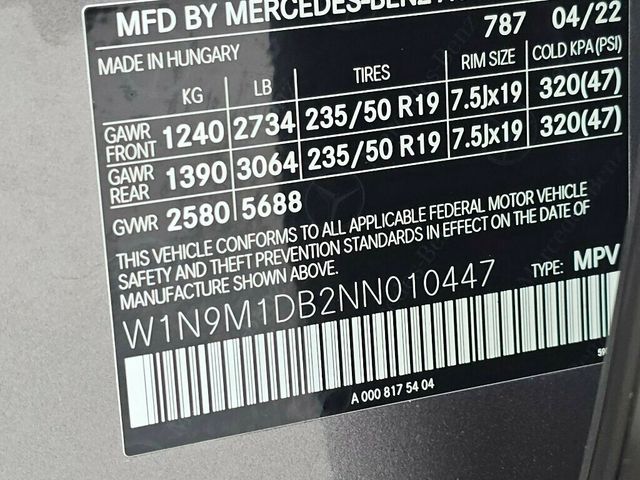 MFD BY MERCEDES-BENZ
787 04/22
MADE IN HUNGARY
KG LB TIRES RIM SIZE COLD KPA(PSI)
GAWR FRONT 1240 2734 235/50 R19 7.5Jx19 320(47)
GAWR REAR 1390 3064 235/50 R19 7.5Jx19 320(47)
GVWR 2580 5688
THIS VEHICLE CONFORMS TO ALL APPLICABLE FEDERAL MOTOR VEHICLE
SAFETY AND THEFT PREVENTION STANDARDS IN EFFECT ON THE DATE OF
MANUFACTURE SHOWN ABOVE.
W1N9M1DB2NN010447 TYPE: MPV
A 000 817 54 04